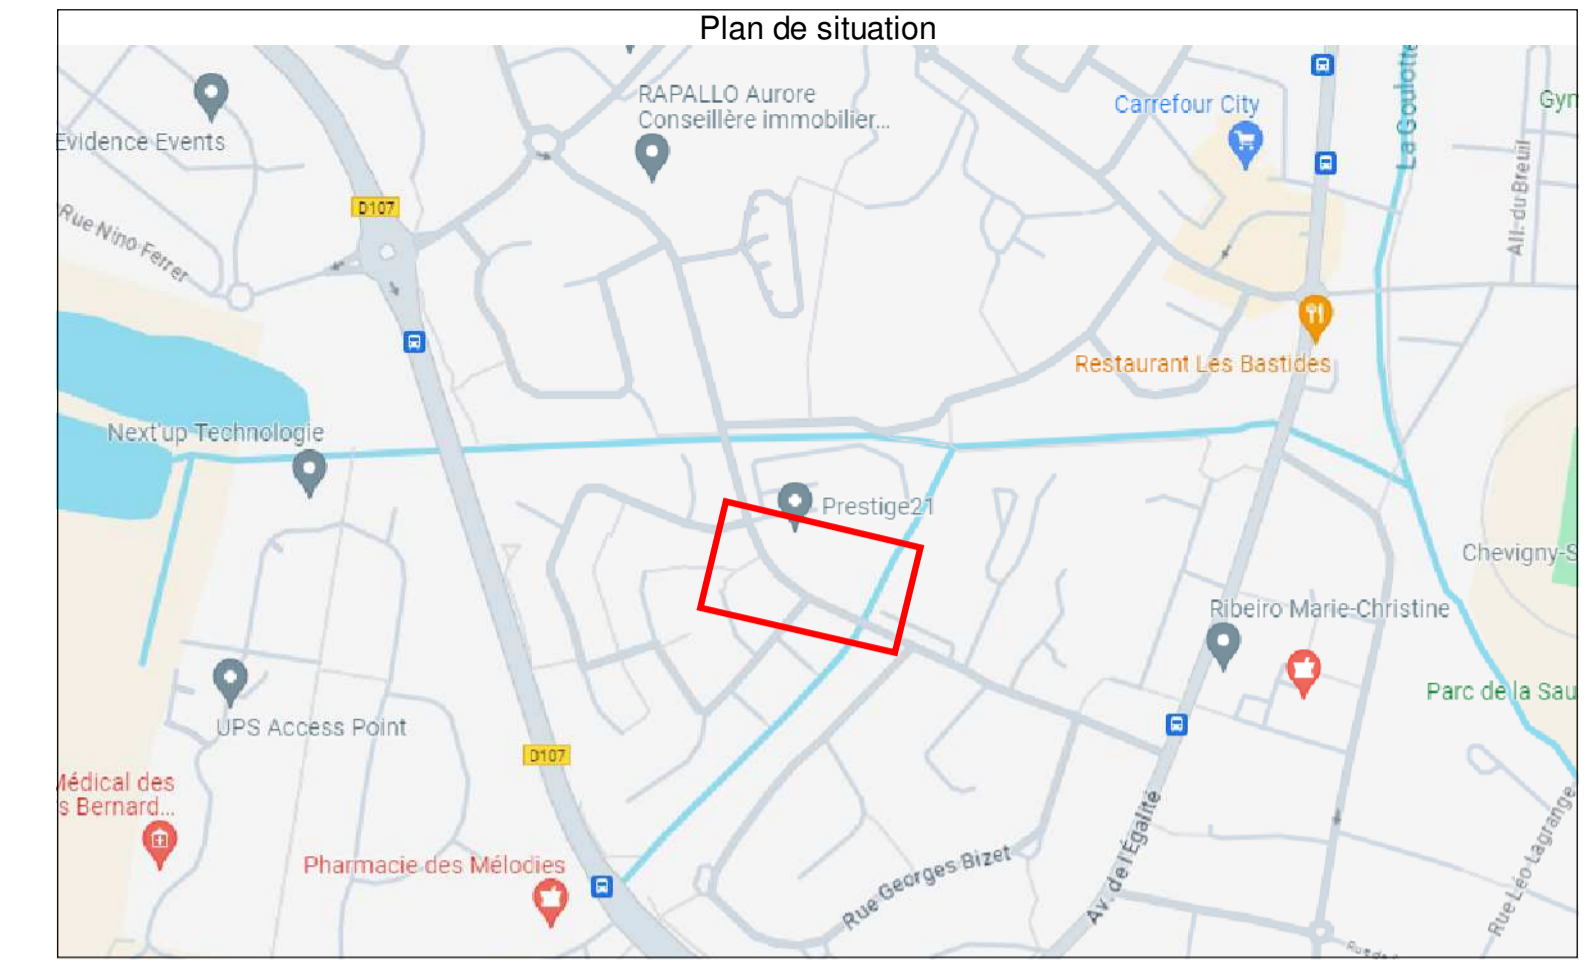 Plan de situation
RAPALLO Aurore
Conseillère immobilier...
Carrefour City
La Goulotte
Gyn
Evidence Events
All. du Breuil
D107
Rue Nino Ferrer
Restaurant Les Bastides
Next'up Technologie
Prestige21
Chevigny-S
Ribeiro Marie-Christine
Parc de la Sau
UPS Access Point
D107
Médical des
s Bernard...
Pharmacie des Mélodies
Rue Georges Bizet
Av. de l'Égalité
Rue Léo Lagrange